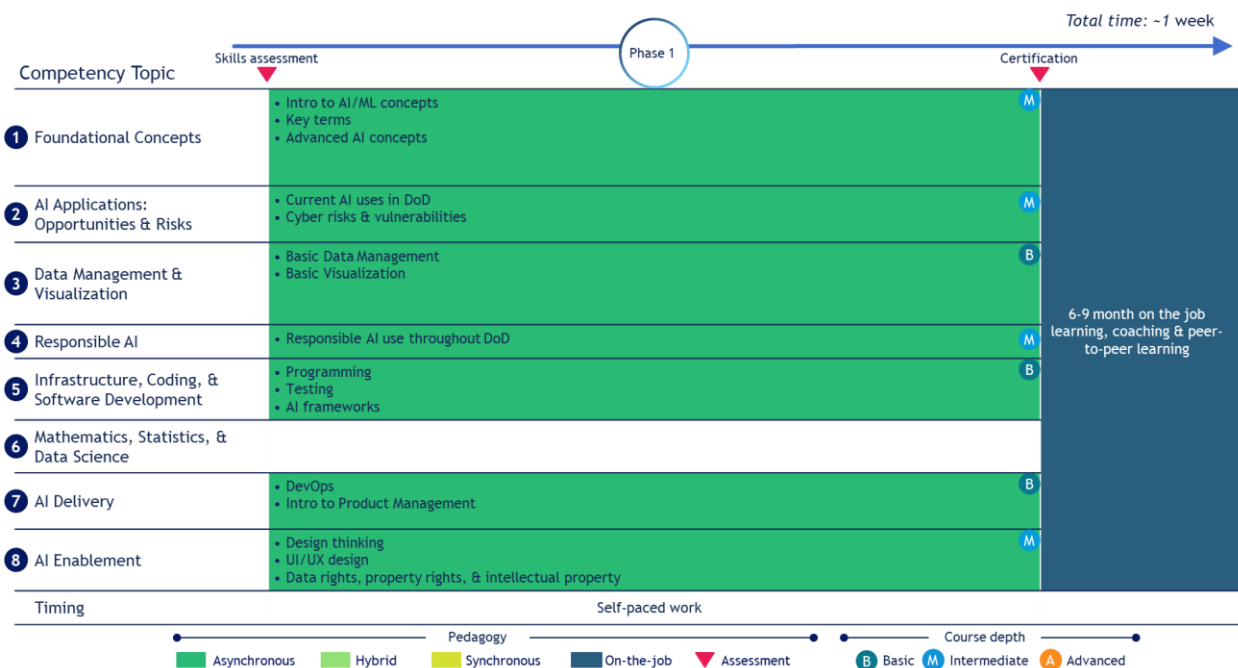 Total time: ~1 week
Skills assessment
Phase 1
Certification
Competency Topic
1 Foundational Concepts
• Intro to AI/ML concepts
• Key terms
• Advanced AI concepts
M
2 AI Applications:
Opportunities & Risks
• Current AI uses in DoD
• Cyber risks & vulnerabilities
M
3 Data Management &
Visualization
• Basic Data Management
• Basic Visualization
B
4 Responsible AI
• Responsible AI use throughout DoD
M
5 Infrastructure, Coding, &
Software Development
• Programming
• Testing
• AI frameworks
B
6 Mathematics, Statistics, &
Data Science
7 AI Delivery
• DevOps
• Intro to Product Management
B
8 AI Enablement
• Design thinking
• UI/UX design
• Data rights, property rights, & intellectual property
M
6-9 month on the job
learning, coaching & peer-
to-peer learning
Timing
Self-paced work
Pedagogy
Course depth
Asynchronous
Hybrid
Synchronous
On-the-job
Assessment
B Basic
M Intermediate
A Advanced